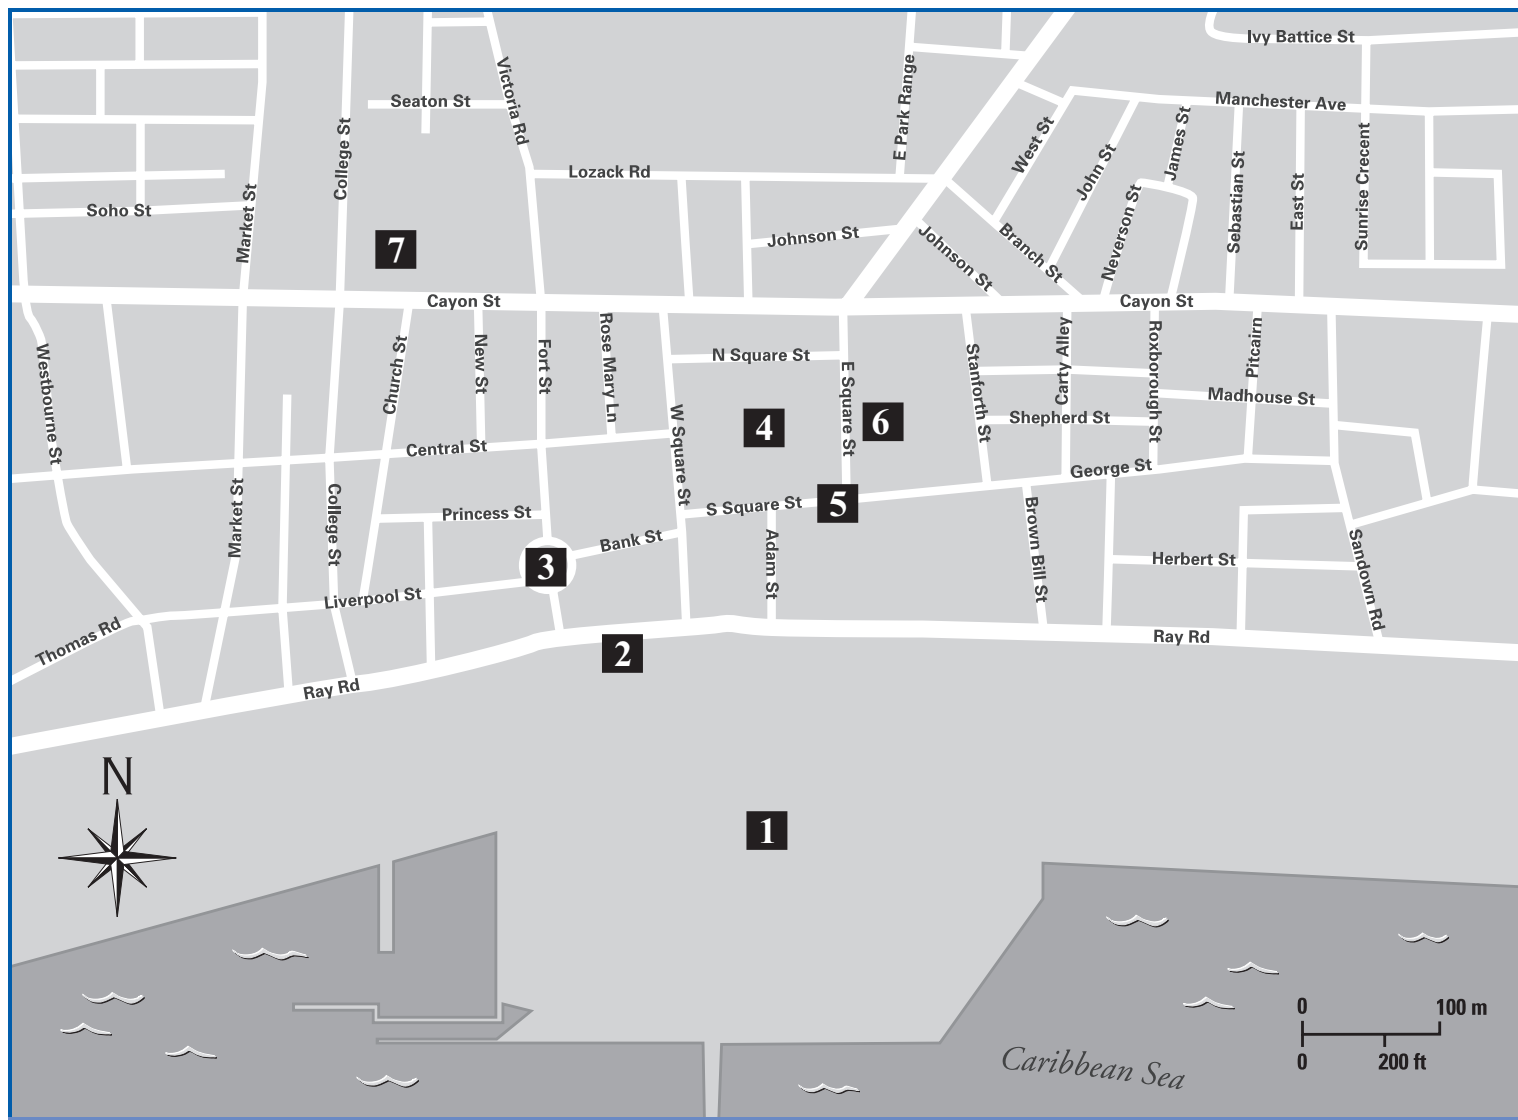 Ivy Battice St
Victoria Rd
Seaton St
E Park Range
Manchester Ave
College St
West St
John St
James St
Sebastian St
East St
Sunrise Crecent
Lozack Rd
Soho St
Market St
7
Johnson St
Johnson St
Branch St
Neverson St
Cayon St
Cayon St
Westbourne St
Church St
New St
Fort St
Rose Mary Ln
N Square St
E Square St
Stanforth St
Carty Alley
Roxborough St
Pitcairn
Madhouse St
W Square St
4
6
Shepherd St
Central St
George St
Market St
College St
Princess St
S Square St
5
Brown Bill St
Bank St
Adam St
3
Herbert St
Sandown Rd
Liverpool St
Thomas Rd
2
Ray Rd
Ray Rd
N
1
0 100 m
0 200 ft
Caribbean Sea